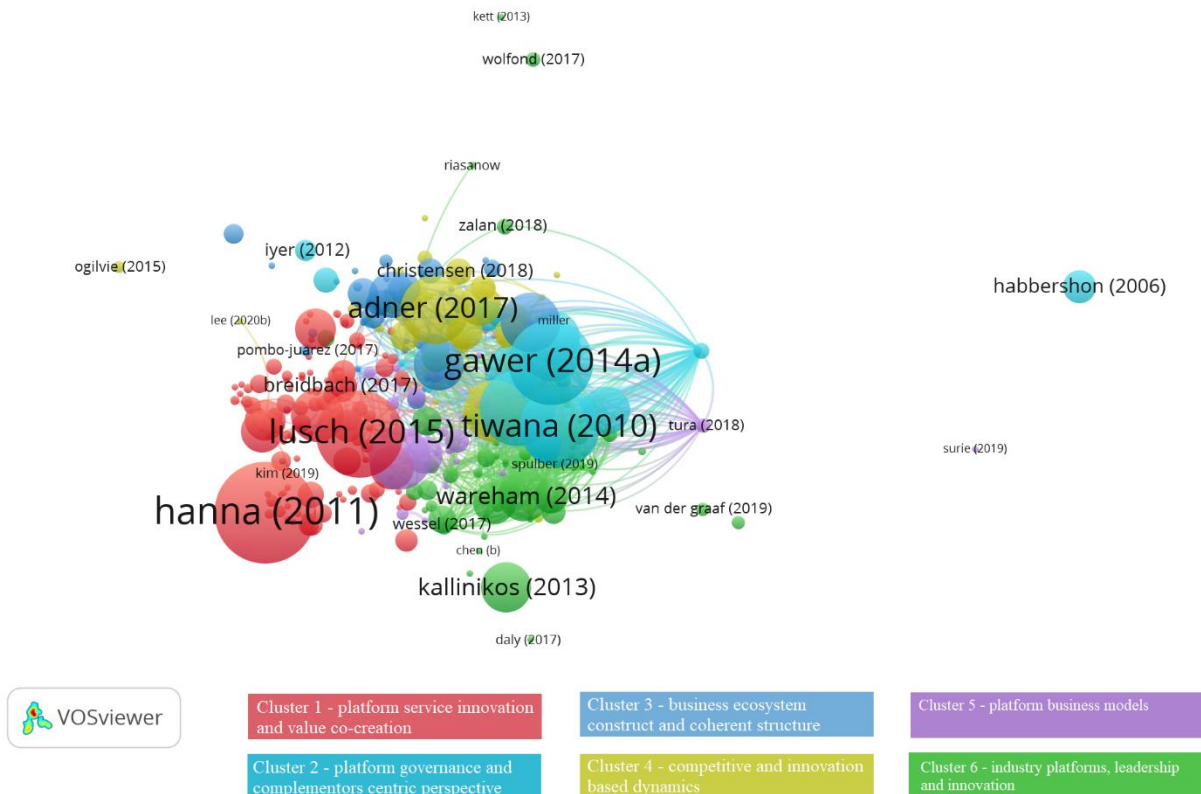 kett (2013)
wolfond (2017)
riasanow
zalan (2018)
iyer (2012)
ogilvie (2015)
christensen (2018)
habbershon (2006)
adner (2017)
lee (2020b)
miller
pombo-juarez (2017)
gawer (2014a)
breidbach (2017)
lusch (2015)
tiwana (2010)
tura (2018)
surie (2019)
kim (2019)
spulber (2019)
hanna (2011)
wareham (2014)
van der graaf (2019)
wessel (2017)
chen (b)
kallinikos (2013)
daly (2017)
VOSviewer
Cluster 1 - platform service innovation
and value co-creation
Cluster 3 - business ecosystem
construct and coherent structure
Cluster 5 - platform business models
Cluster 2 - platform governance and
complementors centric perspective
Cluster 4 - competitive and innovation
based dynamics
Cluster 6 - industry platforms, leadership
and innovation